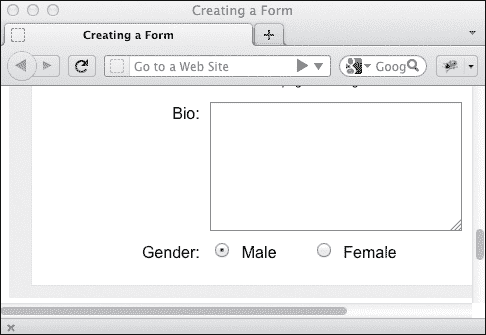 Creating a Form
Creating a Form
Go to a Web Site
Goog
Bio:
Gender: Male Female